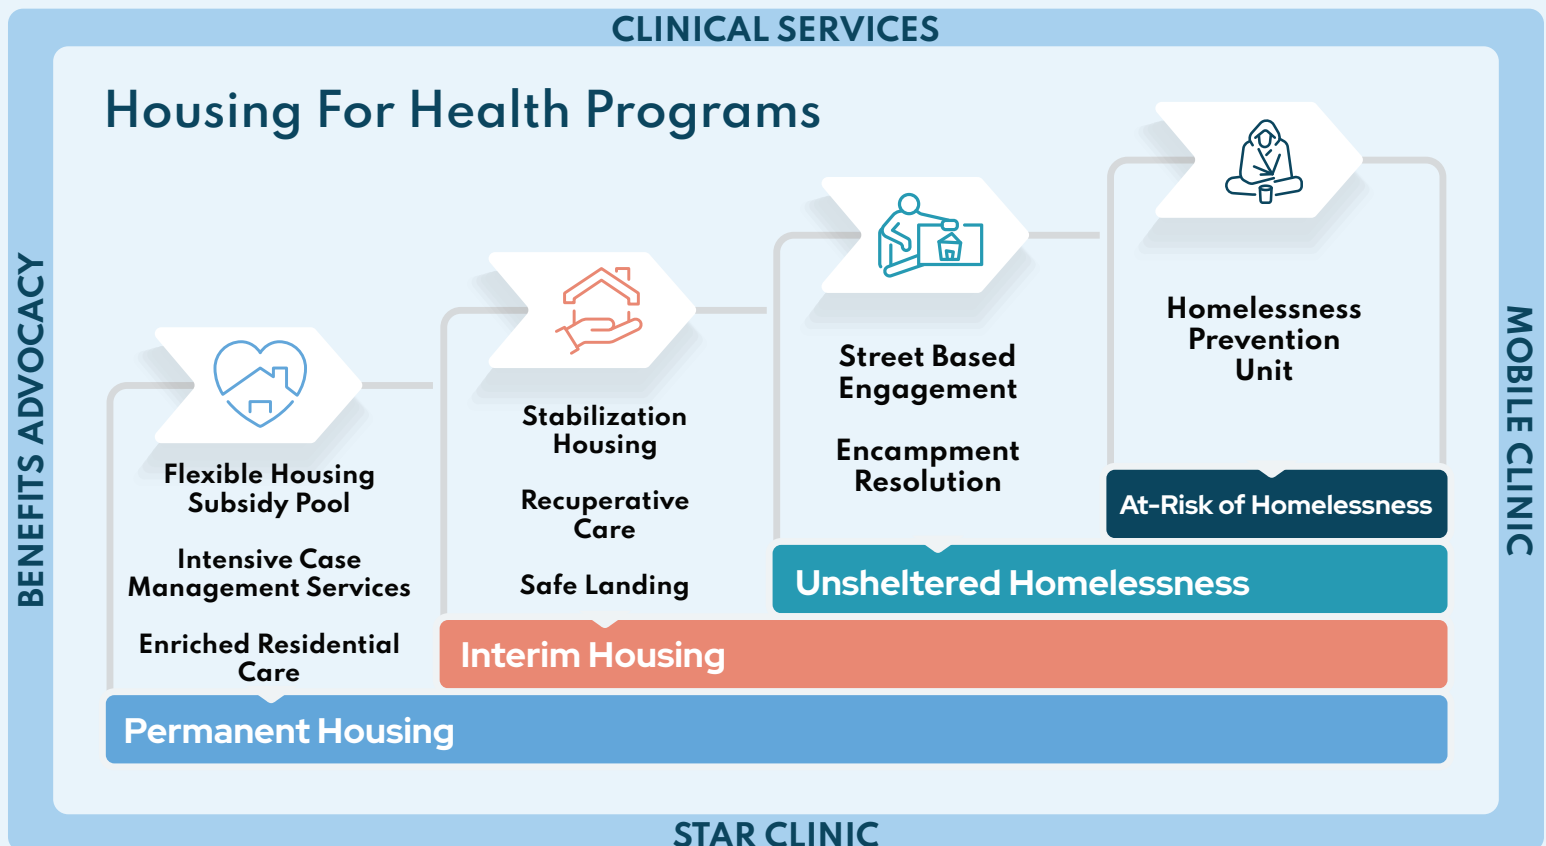 CLINICAL SERVICES
Housing For Health Programs
BENEFITS ADVOCACY
MOBILE CLINIC
Flexible Housing
Subsidy Pool
Intensive Case
Management Services
Enriched Residential
Care
Permanent Housing
Stabilization
Housing
Recuperative
Care
Safe Landing
Interim Housing
Street Based
Engagement
Encampment
Resolution
Unsheltered Homelessness
Homelessness
Prevention
Unit
At-Risk of Homelessness
STAR CLINIC